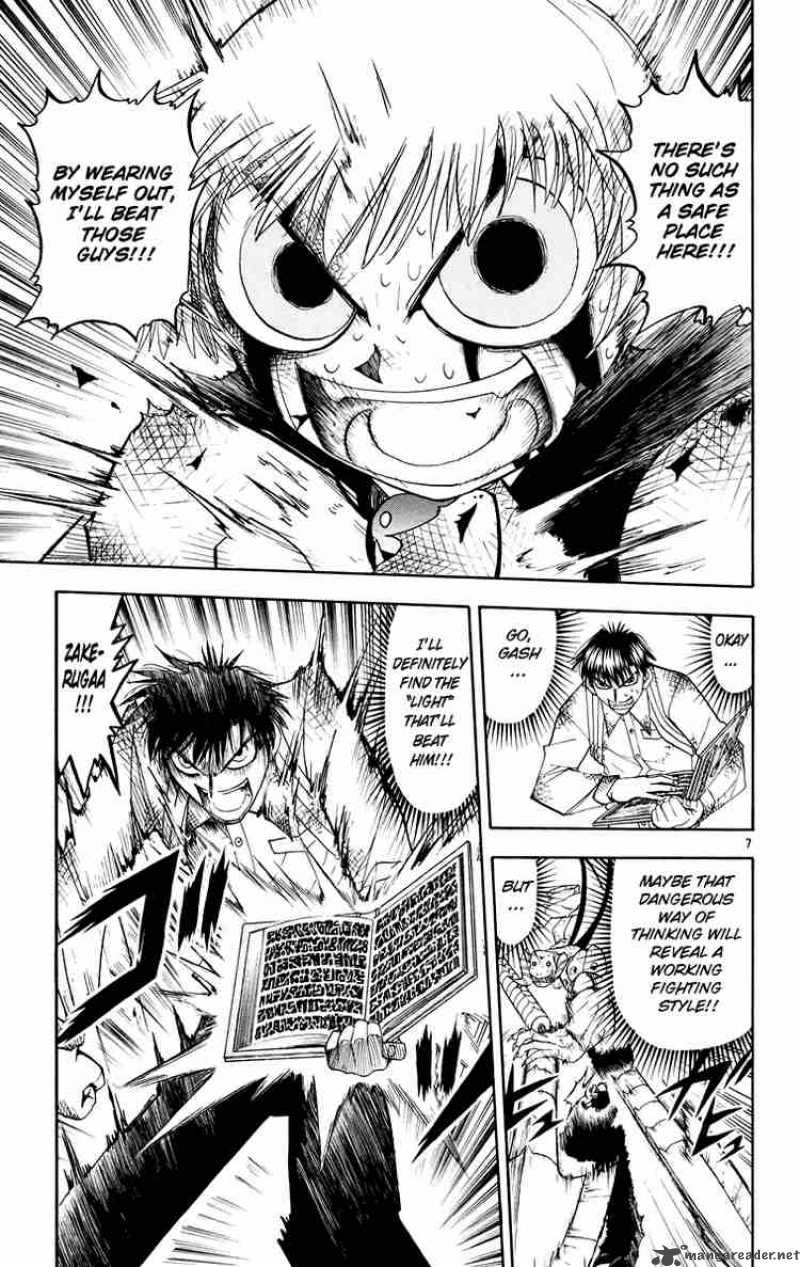 THERE'S
NO SUCH
THING AS
A SAFE
PLACE
HERE!!!
BY WEARING
MYSELF OUT,
I'LL BEAT
THOSE
GUYS!!!
OKAY
...
GO,
GASH
...
7
MAYBE THAT
DANGEROUS
WAY OF
THINKING WILL
REVEAL A
WORKING
FIGHTING
STYLE!!
BUT
...
I'LL
DEFINITELY
FIND THE
"LIGHT"
THAT'LL
BEAT
HIM!!!
ZAKE-
RUGAA
!!!
mangareader.net